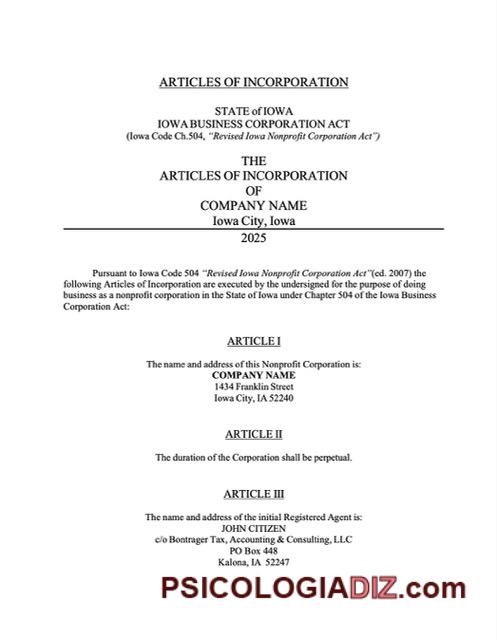 ARTICLES OF INCORPORATION
STATE of IOWA
IOWA BUSINESS CORPORATION ACT
(Iowa Code Ch.504, "Revised Iowa Nonprofit Corporation Act")
THE
ARTICLES OF INCORPORATION
OF
COMPANY NAME
Iowa City, Iowa
2025
Pursuant to Iowa Code 504 "Revised Iowa Nonprofit Corporation Act"(ed. 2007) the
following Articles of Incorporation are executed by the undersigned for the purpose of doing
business as a nonprofit corporation in the State of Iowa under Chapter 504 of the Iowa Business
Corporation Act:
ARTICLE I
The name and address of this Nonprofit Corporation is:
COMPANY NAME
1434 Franklin Street
Iowa City, IA 52240
ARTICLE II
The duration of the Corporation shall be perpetual.
ARTICLE III
The name and address of the initial Registered Agent is:
JOHN CITIZEN
c/o Bontrager Tax, Accounting & Consulting, LLC
PO Box 448
Kalona, IA 52247
PSICOLOGIADIZ.com